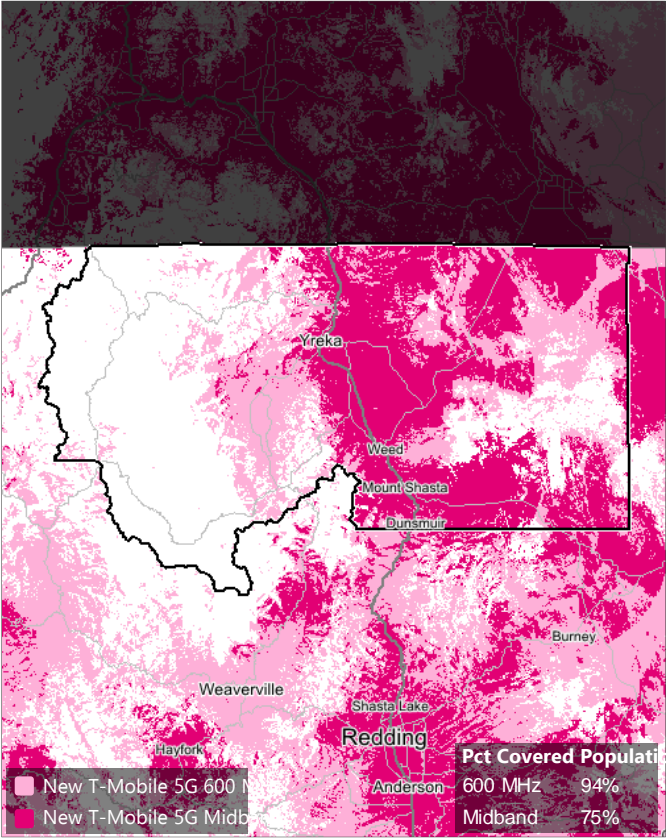 Yreka
Weed
Mount Shasta
Dunsmuir
Burney
Weaverville
Shasta Lake
Redding
Hayfork
Anderson
New T-Mobile 5G 600 M
New T-Mobile 5G Midb
Pct Covered Populatio
600 MHz 94%
Midband 75%